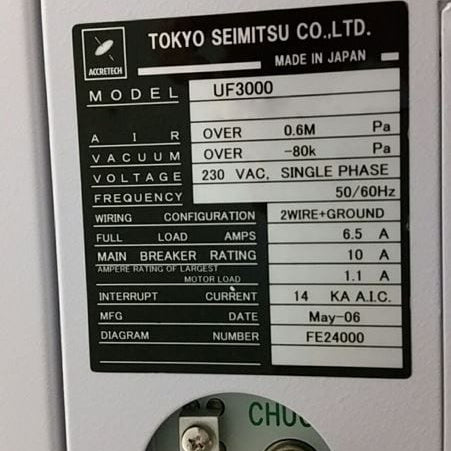 ACCRETECH
TOKYO SEIMITSU CO.,LTD.
MADE IN JAPAN
MODEL UF3000
AIR OVER 0.6M Pa
VACUUM OVER -80k Pa
VOLTAGE 230 VAC, SINGLE PHASE
FREQUENCY 50/60Hz
WIRING CONFIGURATION 2WIRE+GROUND
FULL LOAD AMPS 6.5 A
MAIN BREAKER RATING 10 A
AMPERE RATING OF LARGEST
MOTOR LOAD 1.1 A
INTERRUPT CURRENT 14 KA A.I.C.
MFG DATE May-06
DIAGRAM NUMBER FE24000